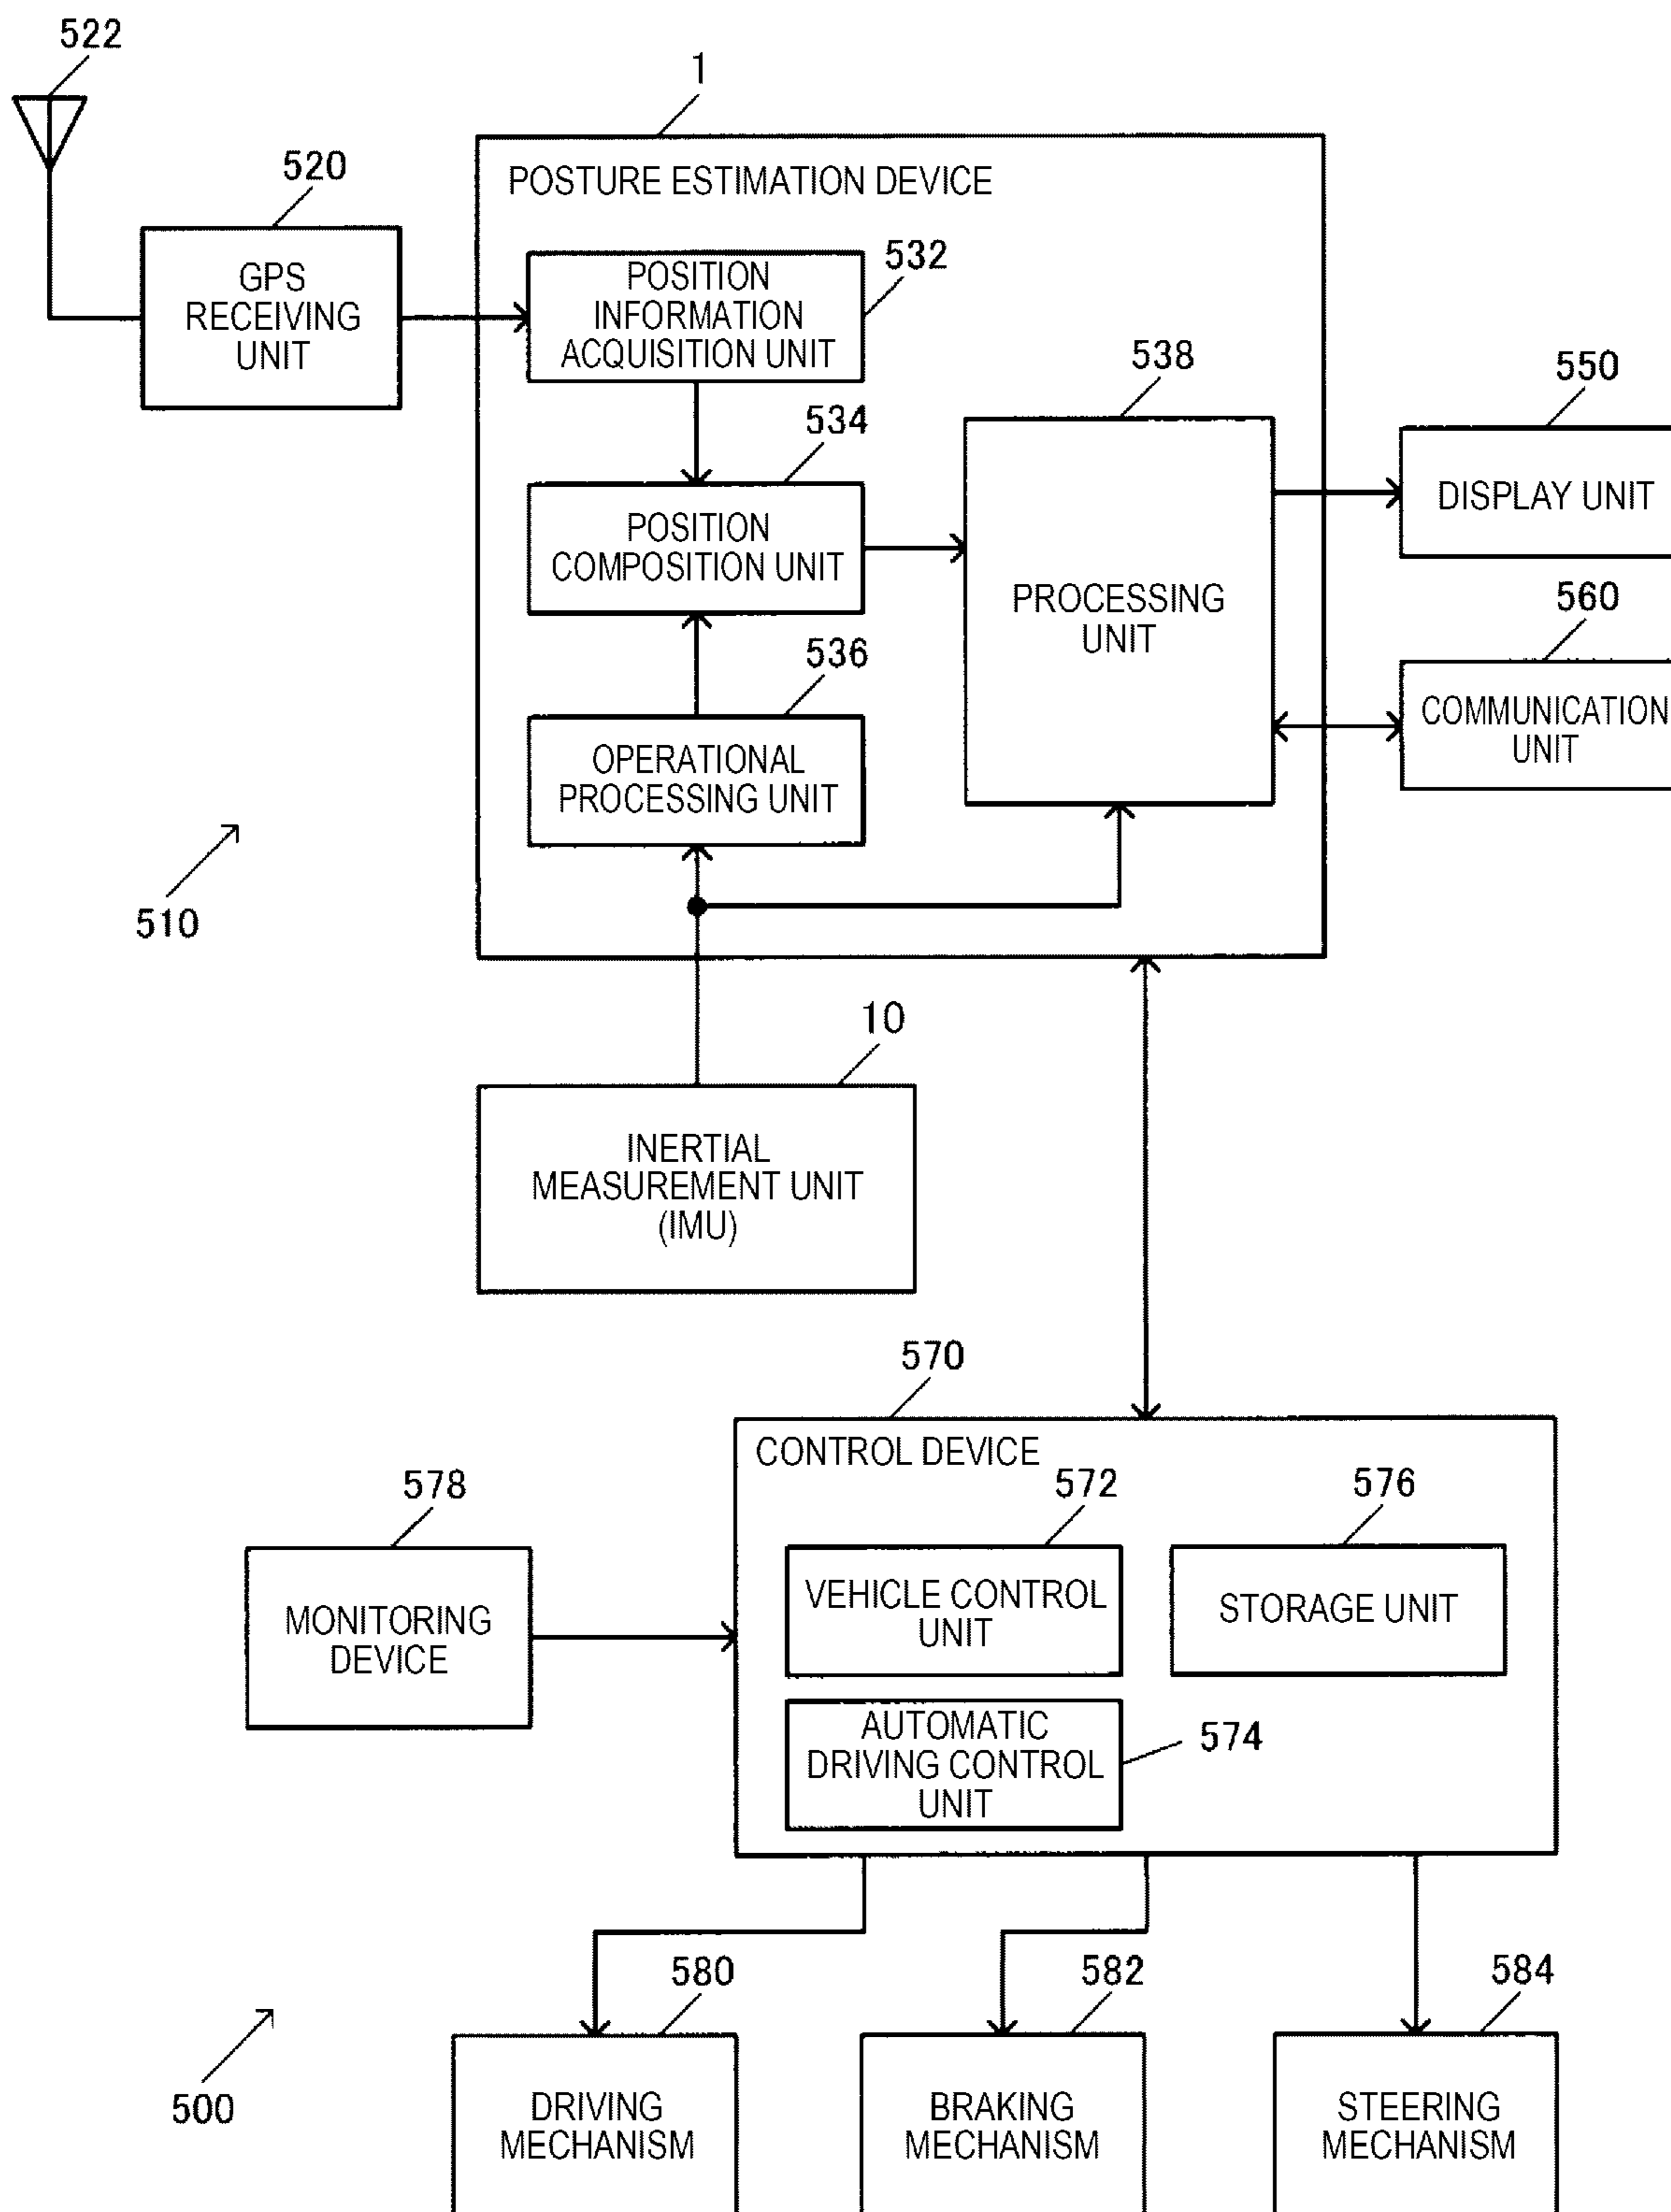 522
1
520
POSTURE ESTIMATION DEVICE
GPS
RECEIVING
UNIT
532
POSITION
INFORMATION
ACQUISITION UNIT
538
550
534
DISPLAY UNIT
POSITION
COMPOSITION UNIT
PROCESSING
UNIT
560
536
COMMUNICATION
UNIT
OPERATIONAL
PROCESSING UNIT
510
10
INERTIAL
MEASUREMENT UNIT
(IMU)
570
CONTROL DEVICE
578
572
576
MONITORING
DEVICE
VEHICLE CONTROL
UNIT
STORAGE UNIT
AUTOMATIC
DRIVING CONTROL
UNIT
574
580
582
584
500
DRIVING
MECHANISM
BRAKING
MECHANISM
STEERING
MECHANISM